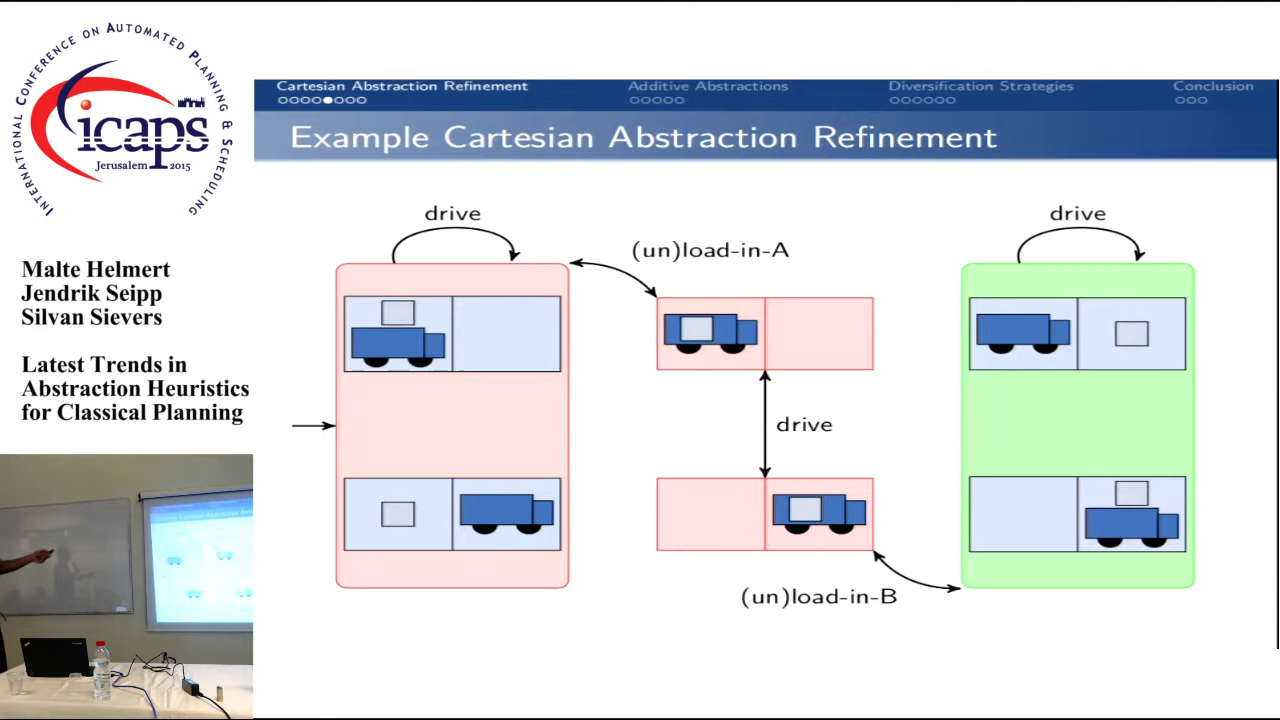 INTERNATIONAL CONFERENCE ON AUTOMATED PLANNING & SCHEDULING
icaps
Jerusalem 2015
Malte Helmert
Jendrik Seipp
Silvan Sievers
Latest Trends in
Abstraction Heuristics
for Classical Planning
Cartesian Abstraction Refinement
Additive Abstractions
Diversification Strategies
Conclusion
Example Cartesian Abstraction Refinement
drive
(un)load-in-A
drive
drive
(un)load-in-B